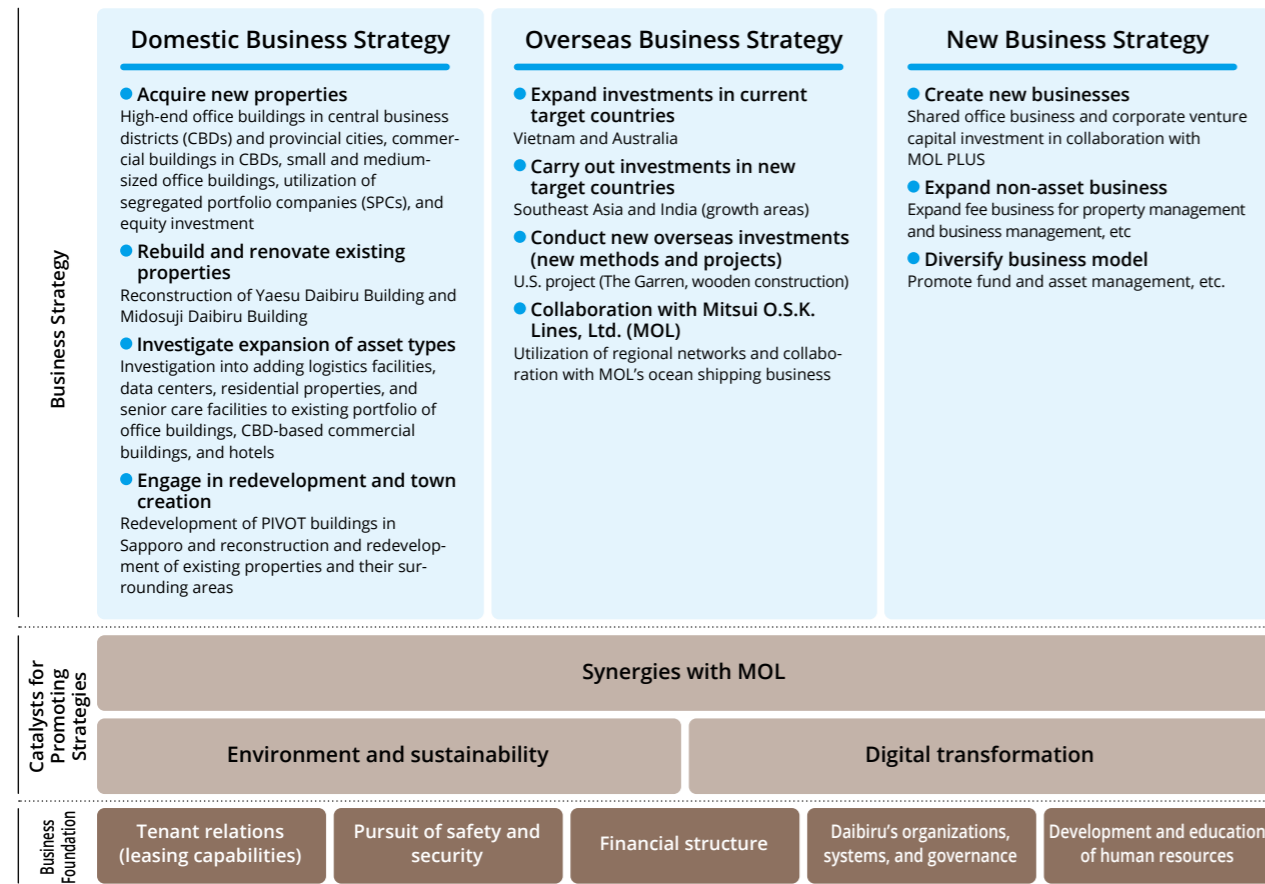 Business Strategy
Domestic Business Strategy
Acquire new properties
High-end office buildings in central business
districts (CBDs) and provincial cities, commer-
cial buildings in CBDs, small and medium-
sized office buildings, utilization of
segregated portfolio companies (SPCs), and
equity investment
Rebuild and renovate existing
properties
Reconstruction of Yaesu Daibiru Building and
Midosuji Daibiru Building
Investigate expansion of asset types
Investigation into adding logistics facilities,
data centers, residential properties, and
senior care facilities to existing portfolio of
office buildings, CBD-based commercial
buildings, and hotels
Engage in redevelopment and town
creation
Redevelopment of PIVOT buildings in
Sapporo and reconstruction and redevelop-
ment of existing properties and their sur-
rounding areas
Overseas Business Strategy
Expand investments in current
target countries
Vietnam and Australia
Carry out investments in new
target countries
Southeast Asia and India (growth areas)
Conduct new overseas investments
(new methods and projects)
U.S. project (The Garren, wooden construction)
Collaboration with Mitsui O.S.K.
Lines, Ltd. (MOL)
Utilization of regional networks and collabo-
ration with MOL’s ocean shipping business
New Business Strategy
Create new businesses
Shared office business and corporate venture
capital investment in collaboration with
MOL PLUS
Expand non-asset business
Expand fee business for property management
and business management, etc
Diversify business model
Promote fund and asset management, etc.
Catalysts for
Promoting
Strategies
Synergies with MOL
Environment and sustainability
Digital transformation
Business
Foundation
Tenant relations
(leasing capabilities)
Pursuit of safety and
security
Financial structure
Daibiru’s organizations,
systems, and governance
Development and education
of human resources